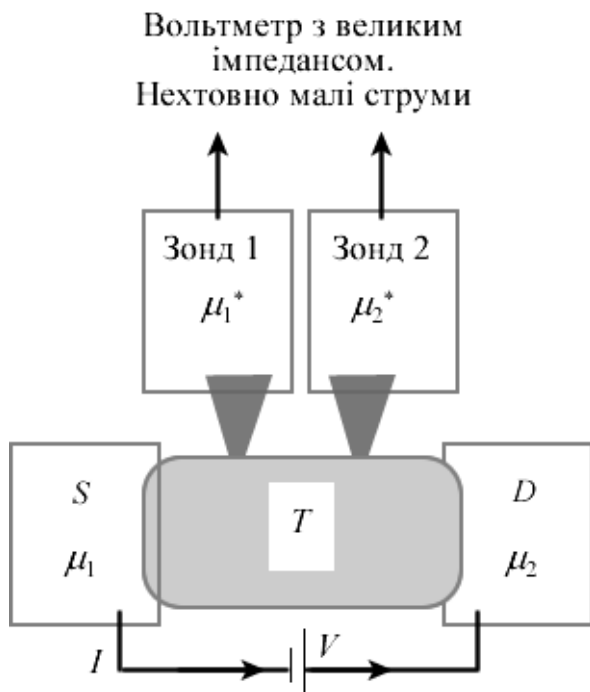 Вольтметр з великим
імпедансом.
Нехтовно малі струми
Зонд 1 Зонд 2
μ₁* μ₂*
S T D
μ₁ μ₂
I V